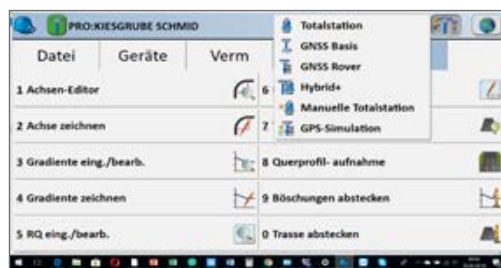 PRO:KIESGRUBE SCHMID
Totalstation
GNSS Basis
GNSS Rover
Hybrid+
Manuelle Totalstation
GPS-Simulation
Datei Geräte Verm
1 Achsen-Editor
6
2 Achse zeichnen
7
3 Gradiente eing./bearb.
8 Querprofil- aufnahme
4 Gradiente zeichnen
9 Böschungen abstecken
5 RQ eing./bearb.
0 Trasse abstecken